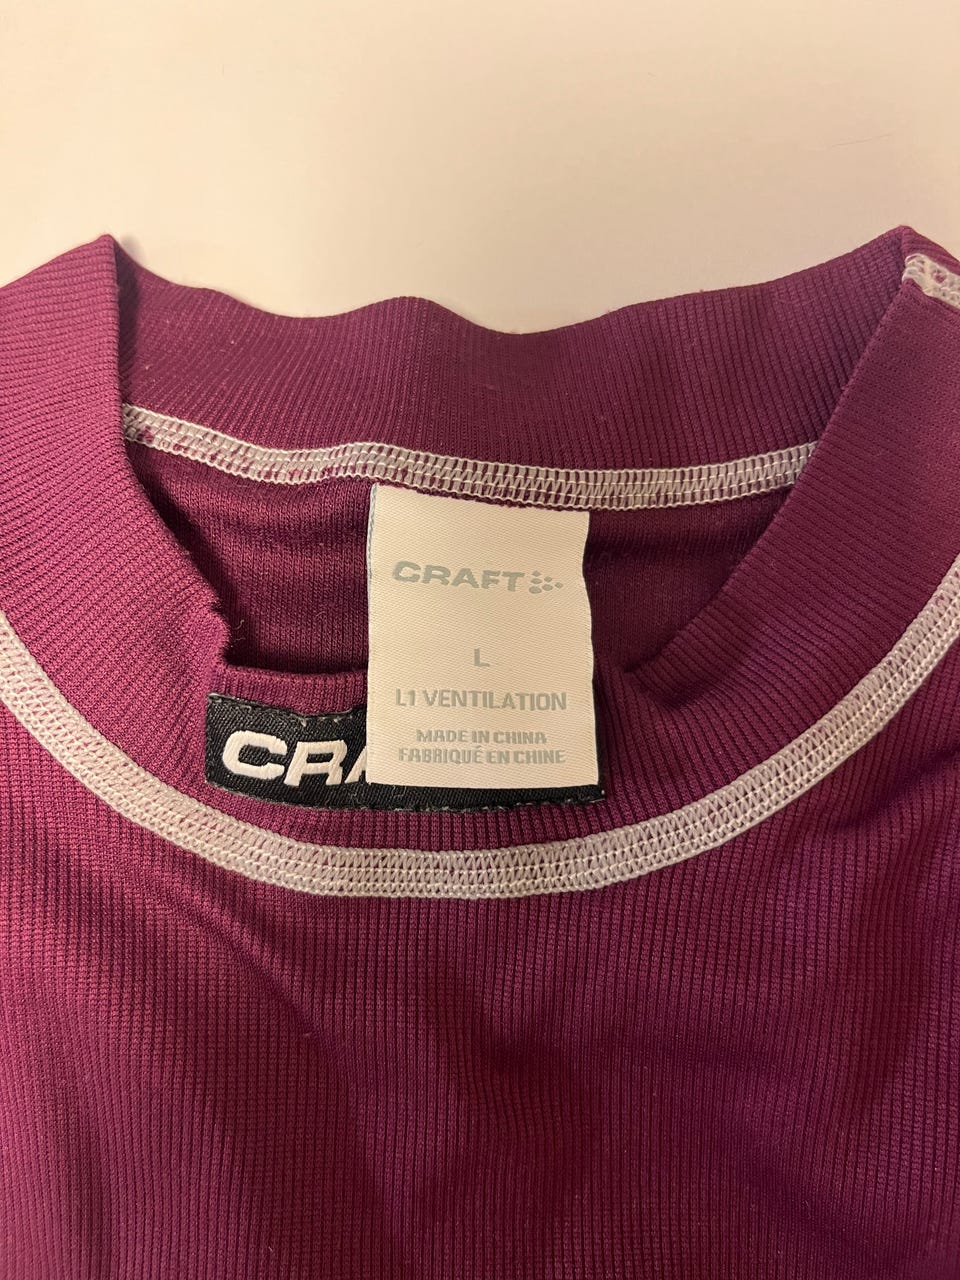 CRAFT
L
L1 VENTILATION
MADE IN CHINA
FABRIQUÉ EN CHINE
CRA